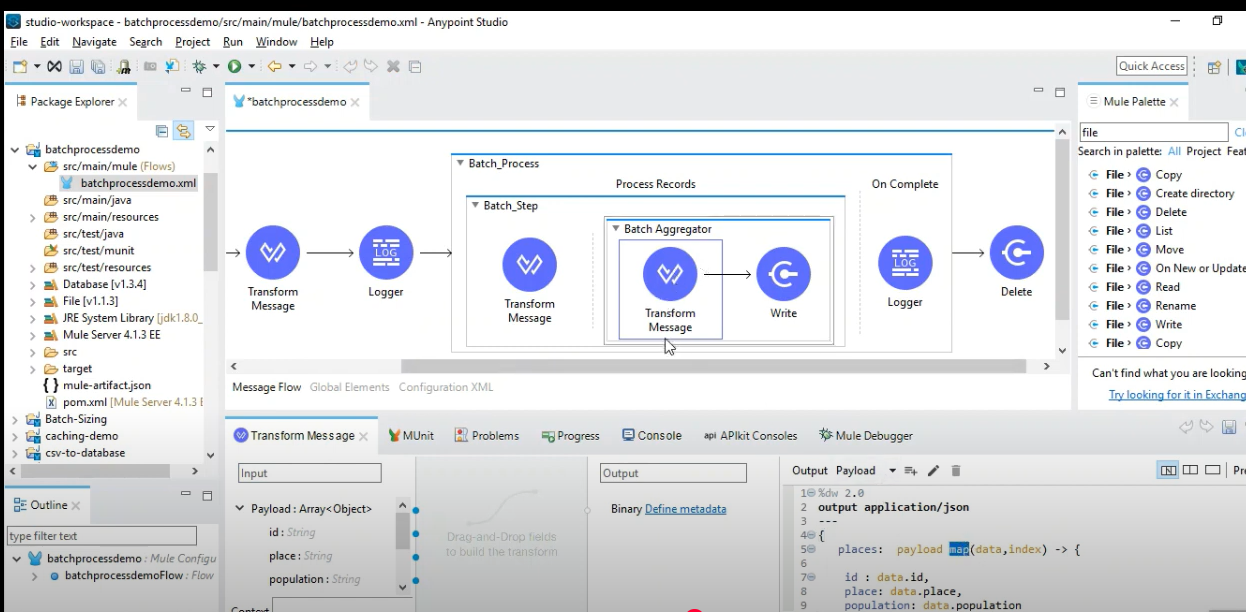 studio-workspace - batchprocessdemo/src/main/mule/batchprocessdemo.xml - Anypoint Studio
File Edit Navigate Search Project Run Window Help
Quick Access
Package Explorer
batchprocessdemo
src/main/mule (Flows)
batchprocessdemo.xml
src/main/java
src/main/resources
src/test/java
src/test/munit
src/test/resources
Database [v1.3.4]
File [v1.1.3]
JRE System Library [jdk1.8.0_
Mule Server 4.1.3 EE
src
target
mule-artifact.json
pom.xml [Mule Server 4.1.3 E
Batch-Sizing
caching-demo
csv-to-database
Outline
type filter text
batchprocessdemo : Mule Configu
batchprocessdemoFlow : Flow
*batchprocessdemo
Batch_Process
Process Records
On Complete
Batch_Step
Batch Aggregator
Transform
Message
LOG
Logger
Transform
Message
Transform
Message
Write
LOG
Logger
Delete
Message Flow Global Elements Configuration XML
Mule Palette
file
Search in palette: All Project Feat
File > Copy
File > Create directory
File > Delete
File > List
File > Move
File > On New or Update
File > Read
File > Rename
File > Write
File > Copy
Can't find what you are looking
Try looking for it in Exchang
Transform Message MUnit Problems Progress Console api APIkit Consoles Mule Debugger
Input
Payload : Array<Object>
id : String
place : String
population : String
Context
Drag-and-Drop fields
to build the transform
Output
Binary Define metadata
Output Payload
1 %dw 2.0
2 output application/json
3 ---
4 {
5 places: payload map(data,index) -> {
6
7 id : data.id,
8 place: data.place,
9 population: data.population